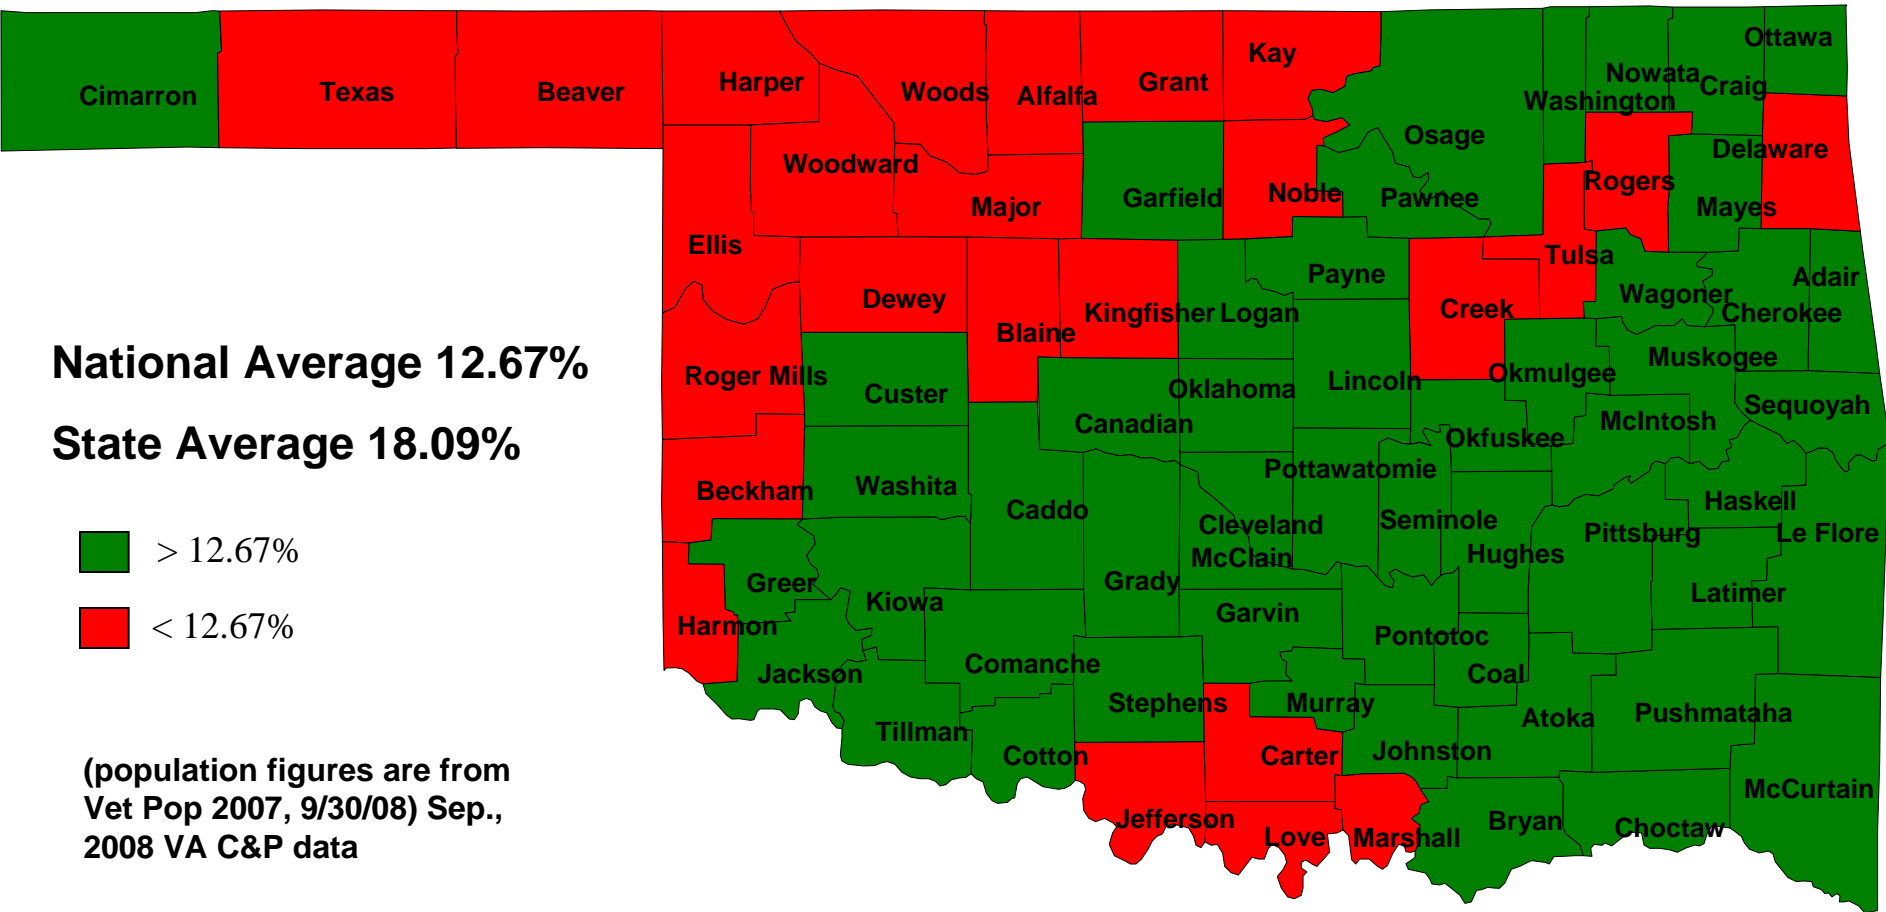 Ottawa
Kay
Nowata
Harper
Grant
Craig
Cimarron
Texas
Beaver
Woods
Alfalfa
Washington
Osage
Delaware
Woodward
Rogers
Noble
Pawnee
Garfield
Major
Mayes
Ellis
Tulsa
Payne
Adair
Dewey
Wagoner
Kingfisher
Logan
Creek
Cherokee
Blaine
National Average 12.67%
Muskogee
Roger Mills
Okmulgee
Lincoln
Oklahoma
Custer
Sequoyah
McIntosh
Canadian
State Average 18.09%
Okfuskee
Pottawatomie
Washita
Beckham
Haskell
Caddo
Seminole
Cleveland
Pittsburg
Le Flore
> 12.67%
Hughes
McClain
Grady
Greer
Latimer
Kiowa
Garvin
< 12.67%
Harmon
Pontotoc
Comanche
Coal
Jackson
Stephens
Murray
Pushmataha
Atoka
Tillman
Johnston
Cotton
Carter
(population figures are from
Vet Pop 2007, 9/30/08) Sep.,
2008 VA C&P data
McCurtain
Jefferson
Bryan
Choctaw
Love
Marshall